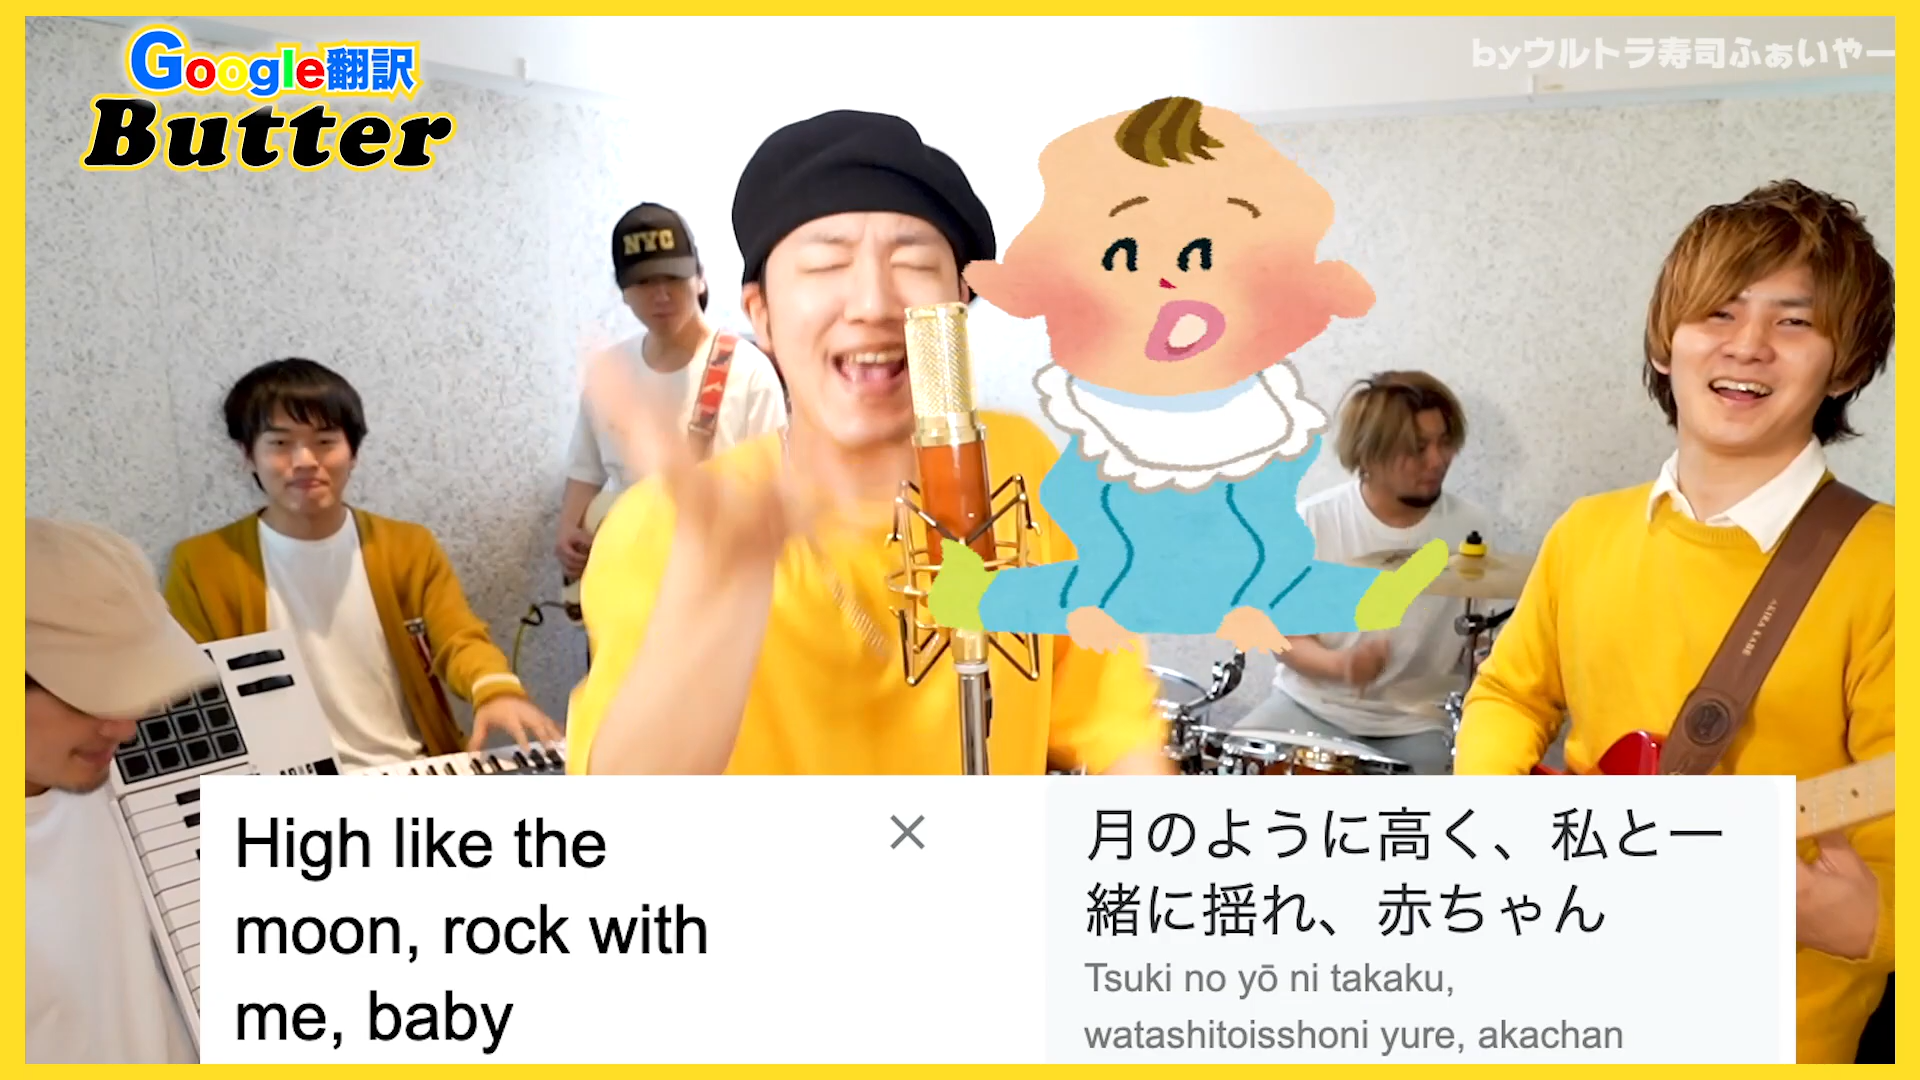 Google翻訳
Butter
byウルトラ寿司ふぁいやー
NYC
High like the
moon, rock with
me, baby
月のように高く、私と一
緒に揺れ、赤ちゃん
Tsuki no yō ni takaku,
watashitoisshoni yure, akachan